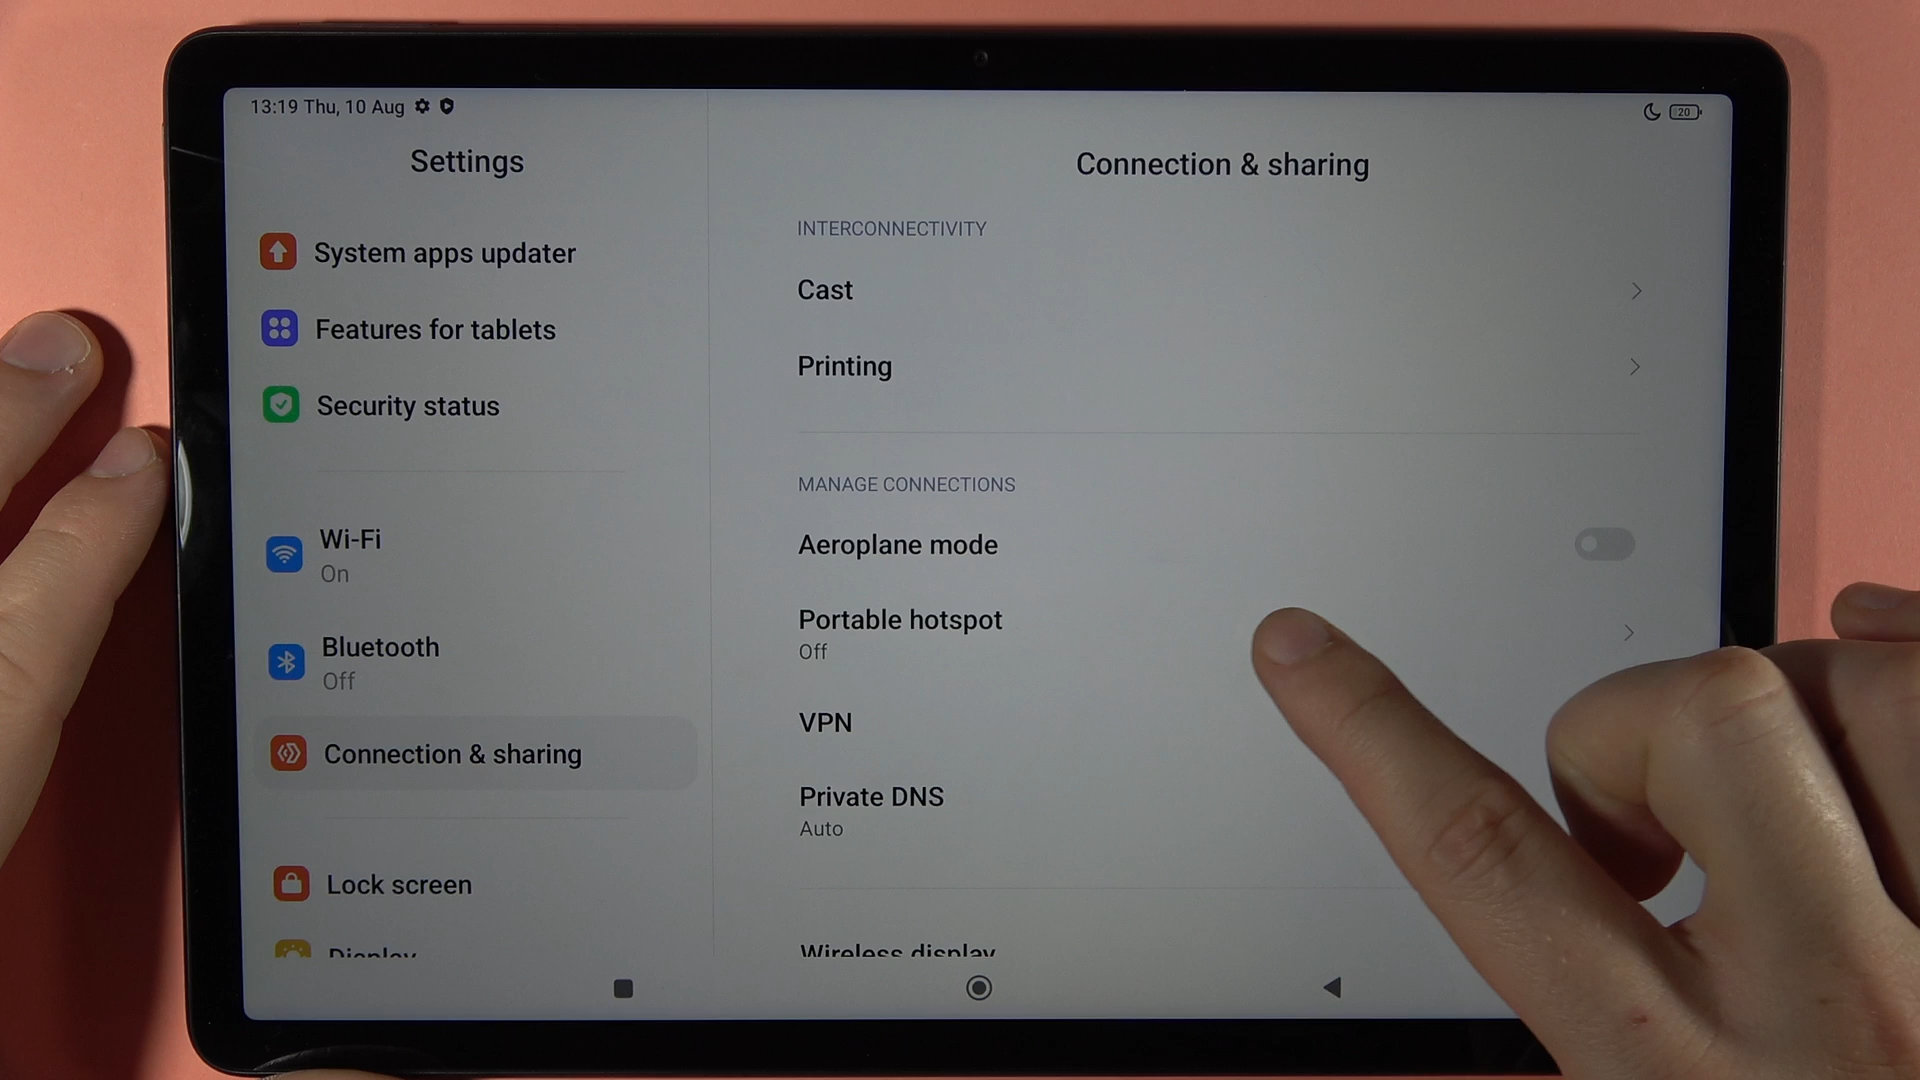 13:19 Thu, 10 Aug
20
Settings
System apps updater
Features for tablets
Security status
Wi-Fi
On
Bluetooth
Off
Connection & sharing
Lock screen
Display
Connection & sharing
INTERCONNECTIVITY
Cast
Printing
MANAGE CONNECTIONS
Aeroplane mode
Portable hotspot
Off
VPN
Private DNS
Auto
Wireless display